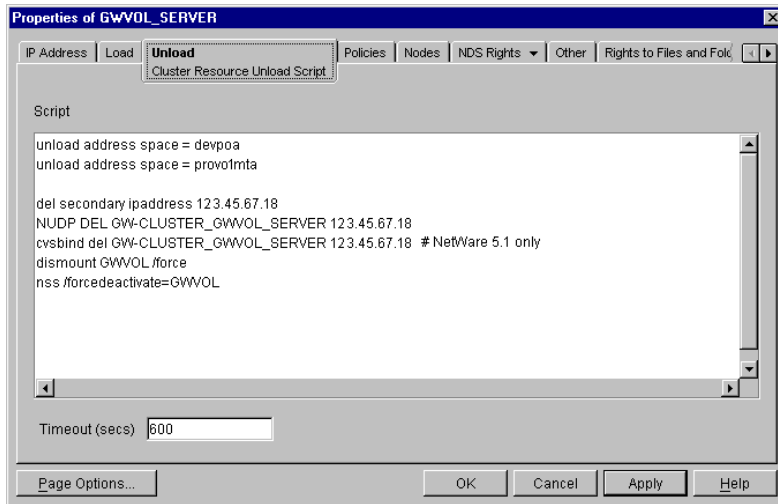 Properties of GWVOL_SERVER
IP Address Load Unload Policies Nodes NDS Rights Other Rights to Files and Fold
Cluster Resource Unload Script
Script
unload address space = devpoa
unload address space = provo1mta
del secondary ipaddress 123.45.67.18
NUDP DEL GW-CLUSTER_GWVOL_SERVER 123.45.67.18
cvsbind del GW-CLUSTER_GWVOL_SERVER 123.45.67.18 # NetWare 5.1 only
dismount GWVOL /force
nss /forcedeactivate=GWVOL
Timeout (secs) 600
Page Options... OK Cancel Apply Help